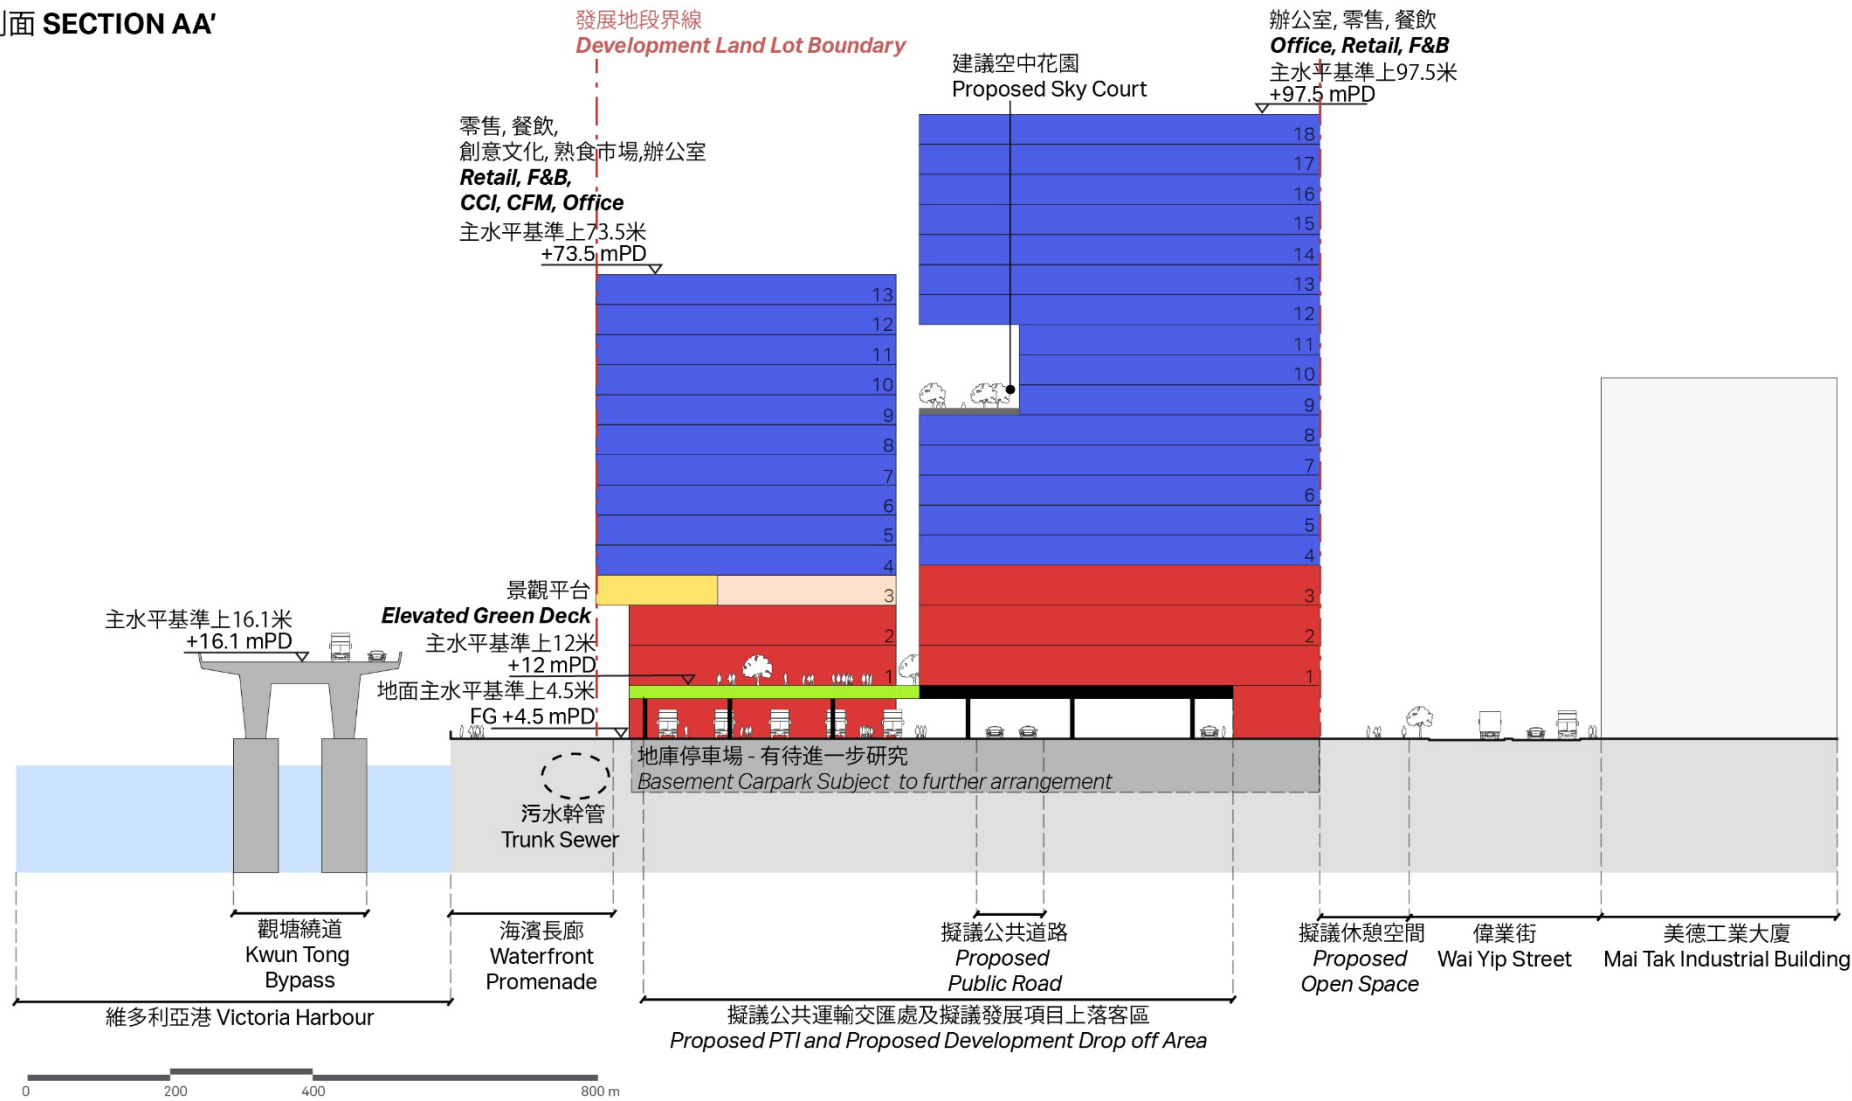 剖面 SECTION AA'
發展地段界線
Development Land Lot Boundary
辦公室, 零售, 餐飲
Office, Retail, F&B
主水平基準上97.5米
+97.5 mPD
建議空中花園
Proposed Sky Court
零售, 餐飲,
創意文化, 熟食市場,辦公室
Retail, F&B,
CCI, CFM, Office
主水平基準上73.5米
+73.5 mPD
18
17
16
15
14
13
12
11
10
9
8
7
6
5
4
3
2
1
13
12
11
10
9
8
7
6
5
4
3
2
1
景觀平台
Elevated Green Deck
主水平基準上12米
+12 mPD
主水平基準上16.1米
+16.1 mPD
地面主水平基準上4.5米
FG +4.5 mPD
地庫停車場 - 有待進一步研究
Basement Carpark Subject to further arrangement
污水幹管
Trunk Sewer
觀塘繞道
Kwun Tong
Bypass
海濱長廊
Waterfront
Promenade
擬議公共道路
Proposed
Public Road
擬議休憩空間
Proposed
Open Space
偉業街
Wai Yip Street
美德工業大廈
Mai Tak Industrial Building
維多利亞港 Victoria Harbour
擬議公共運輸交匯處及擬議發展項目上落客區
Proposed PTI and Proposed Development Drop off Area
0 200 400 800 m